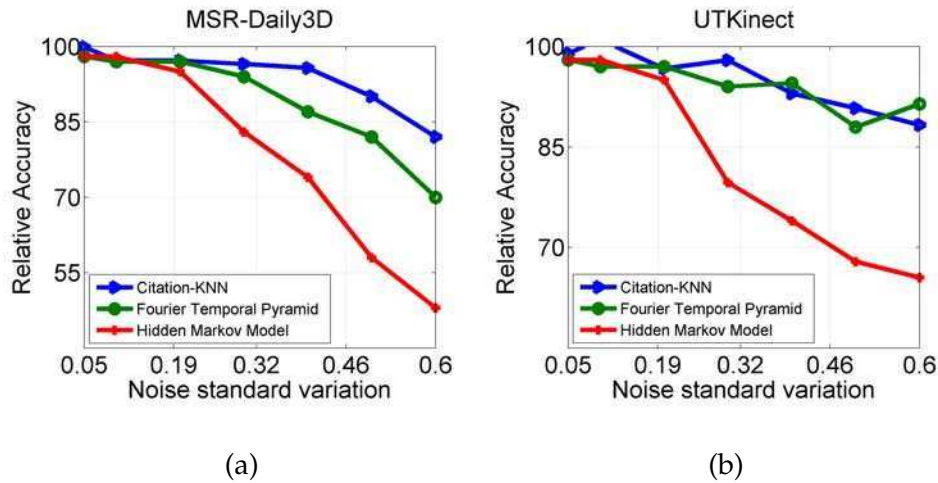 MSR-Daily3D
Relative Accuracy
100
85
70
55
Citation-KNN
Fourier Temporal Pyramid
Hidden Markov Model
0.05 0.19 0.32 0.46 0.6
Noise standard variation
(a)
UTKinect
Relative Accuracy
100
85
70
Citation-KNN
Fourier Temporal Pyramid
Hidden Markov Model
0.05 0.19 0.32 0.46 0.6
Noise standard variation
(b)